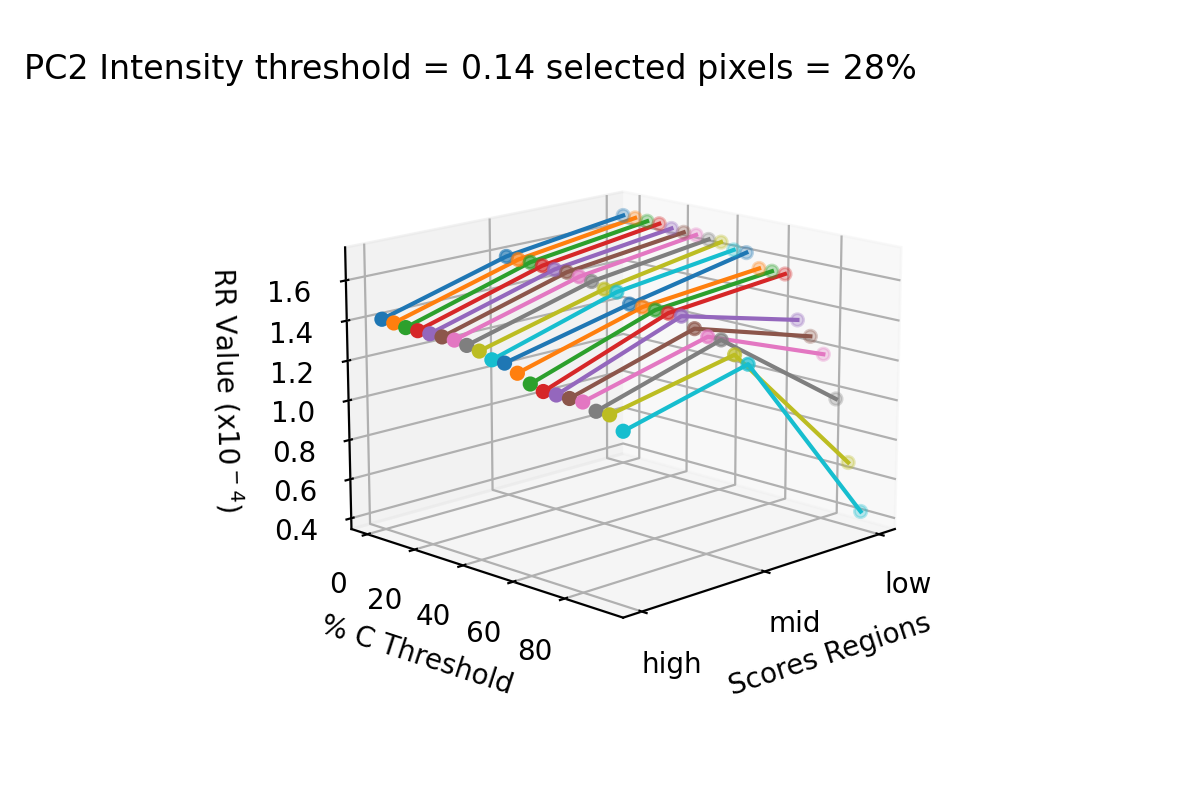 PC2 Intensity threshold = 0.14 selected pixels = 28%
RR Value (x10⁻⁴)
1.6
1.4
1.2
1.0
0.8
0.6
0.4
0
20
40
60
80
% C Threshold
high
mid
low
Scores Regions